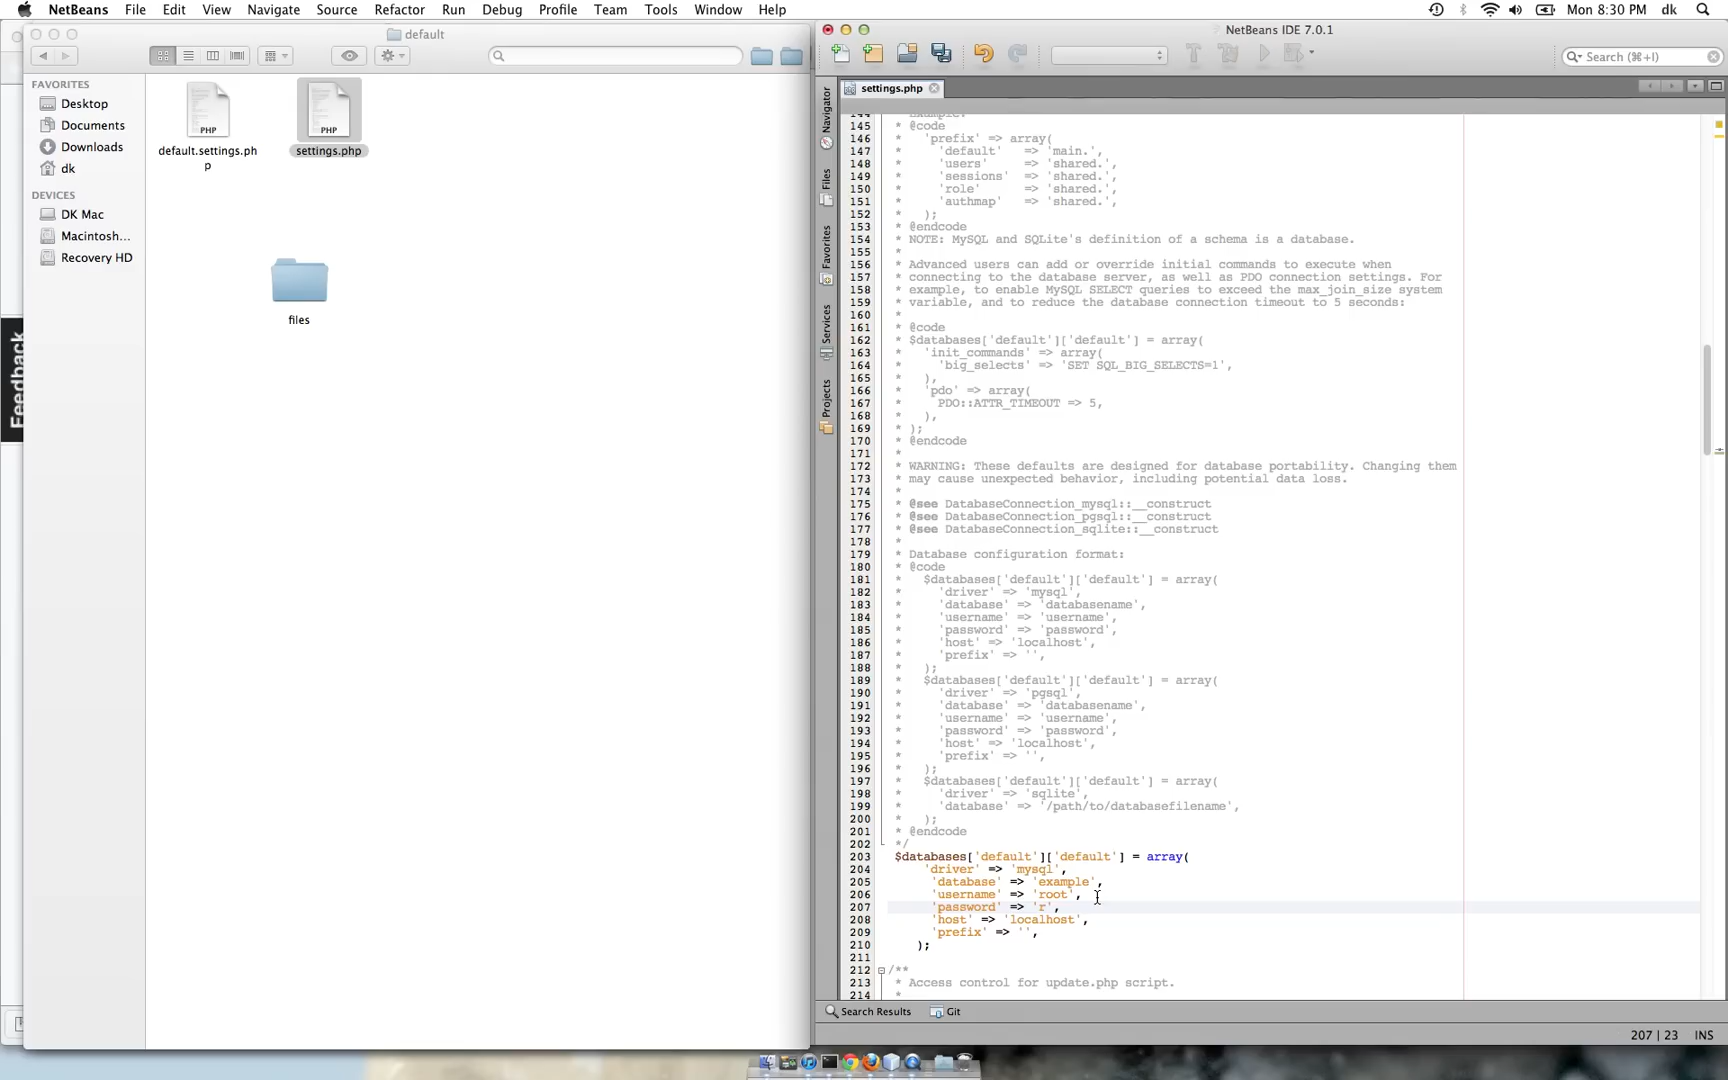 NetBeans File Edit View Navigate Source Refactor Run Debug Profile Team Tools Window Help Mon 8:30 PM dk
default
FAVORITES
Desktop
Documents
Downloads
dk
DEVICES
DK Mac
Macintosh...
Recovery HD
PHP
default.settings.ph
p
PHP
settings.php
files
Feedback
NetBeans IDE 7.0.1
Search (⌘+I)
settings.php
Navigator
Files
Favorites
Services
Projects
145 * @code
146 * 'prefix' => array(
147 * 'default' => 'main.',
148 * 'users' => 'shared.',
149 * 'sessions' => 'shared.',
150 * 'role' => 'shared.',
151 * 'authmap' => 'shared.',
152 * );
153 * @endcode
154 * NOTE: MySQL and SQLite's definition of a schema is a database.
155 *
156 * Advanced users can add or override initial commands to execute when
157 * connecting to the database server, as well as PDO connection settings. For
158 * example, to enable MySQL SELECT queries to exceed the max_join_size system
159 * variable, and to reduce the database connection timeout to 5 seconds:
160 *
161 * @code
162 * $databases['default']['default'] = array(
163 * 'init_commands' => array(
164 * 'big_selects' => 'SET SQL_BIG_SELECTS=1',
165 * ),
166 * 'pdo' => array(
167 * PDO::ATTR_TIMEOUT => 5,
168 * ),
169 * );
170 * @endcode
171 *
172 * WARNING: These defaults are designed for database portability. Changing them
173 * may cause unexpected behavior, including potential data loss.
174 *
175 * @see DatabaseConnection_mysql::__construct
176 * @see DatabaseConnection_pgsql::__construct
177 * @see DatabaseConnection_sqlite::__construct
178 *
179 * Database configuration format:
180 * @code
181 * $databases['default']['default'] = array(
182 * 'driver' => 'mysql',
183 * 'database' => 'databasename',
184 * 'username' => 'username',
185 * 'password' => 'password',
186 * 'host' => 'localhost',
187 * 'prefix' => '',
188 * );
189 * $databases['default']['default'] = array(
190 * 'driver' => 'pgsql',
191 * 'database' => 'databasename',
192 * 'username' => 'username',
193 * 'password' => 'password',
194 * 'host' => 'localhost',
195 * 'prefix' => '',
196 * );
197 * $databases['default']['default'] = array(
198 * 'driver' => 'sqlite',
199 * 'database' => '/path/to/databasefilename',
200 * );
201 * @endcode
202 */
203 $databases['default']['default'] = array(
204 'driver' => 'mysql',
205 'database' => 'example',
206 'username' => 'root',
207 'password' => 'r',
208 'host' => 'localhost',
209 'prefix' => '',
210 );
211
212 /**
213 * Access control for update.php script.
214 *
Search Results Git
207 | 23 INS